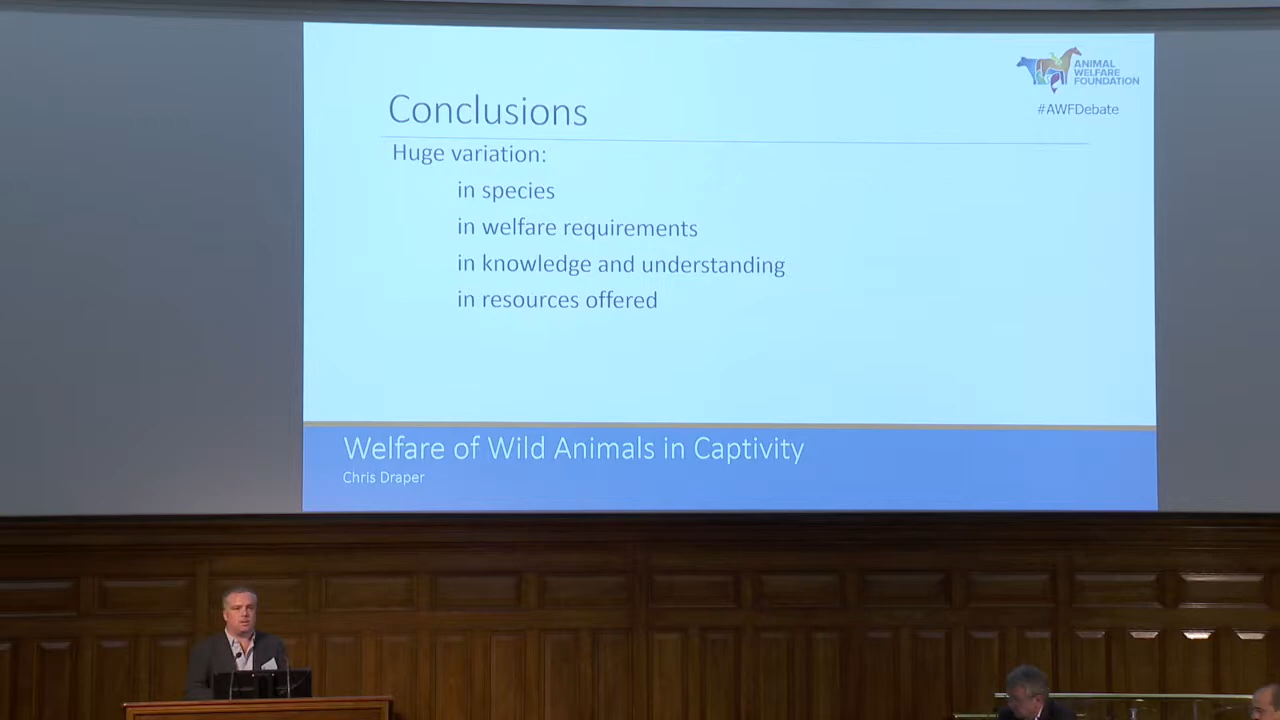 ANIMAL
WELFARE
FOUNDATION
#AWFDebate
Conclusions
Huge variation:
in species
in welfare requirements
in knowledge and understanding
in resources offered
Welfare of Wild Animals in Captivity
Chris Draper